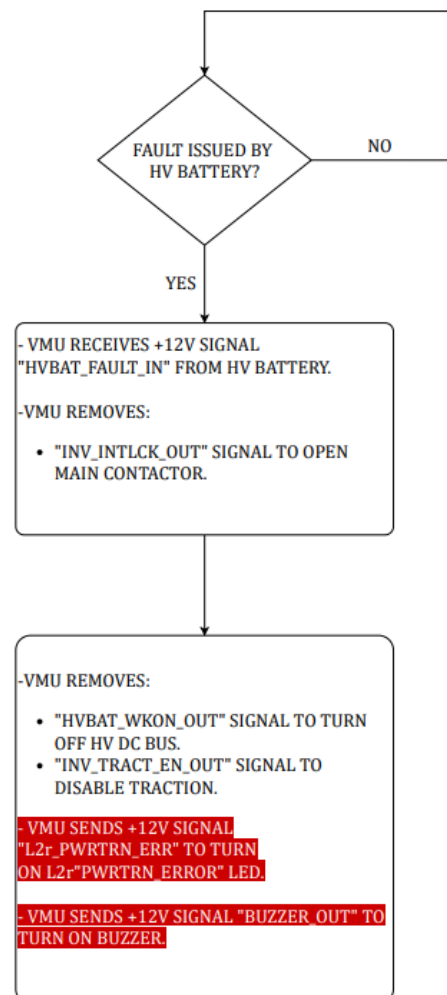 FAULT ISSUED BY
HV BATTERY?
NO
YES
- VMU RECEIVES +12V SIGNAL
"HVBAT_FAULT_IN" FROM HV BATTERY.
-VMU REMOVES:
• "INV_INTLCK_OUT" SIGNAL TO OPEN
MAIN CONTACTOR.
-VMU REMOVES:
• "HVBAT_WKON_OUT" SIGNAL TO TURN
OFF HV DC BUS.
• "INV_TRACT_EN_OUT" SIGNAL TO
DISABLE TRACTION.
- VMU SENDS +12V SIGNAL
"L2r_PWRTRN_ERR" TO TURN
ON L2r"PWRTRN_ERROR" LED.
- VMU SENDS +12V SIGNAL "BUZZER_OUT" TO
TURN ON BUZZER.